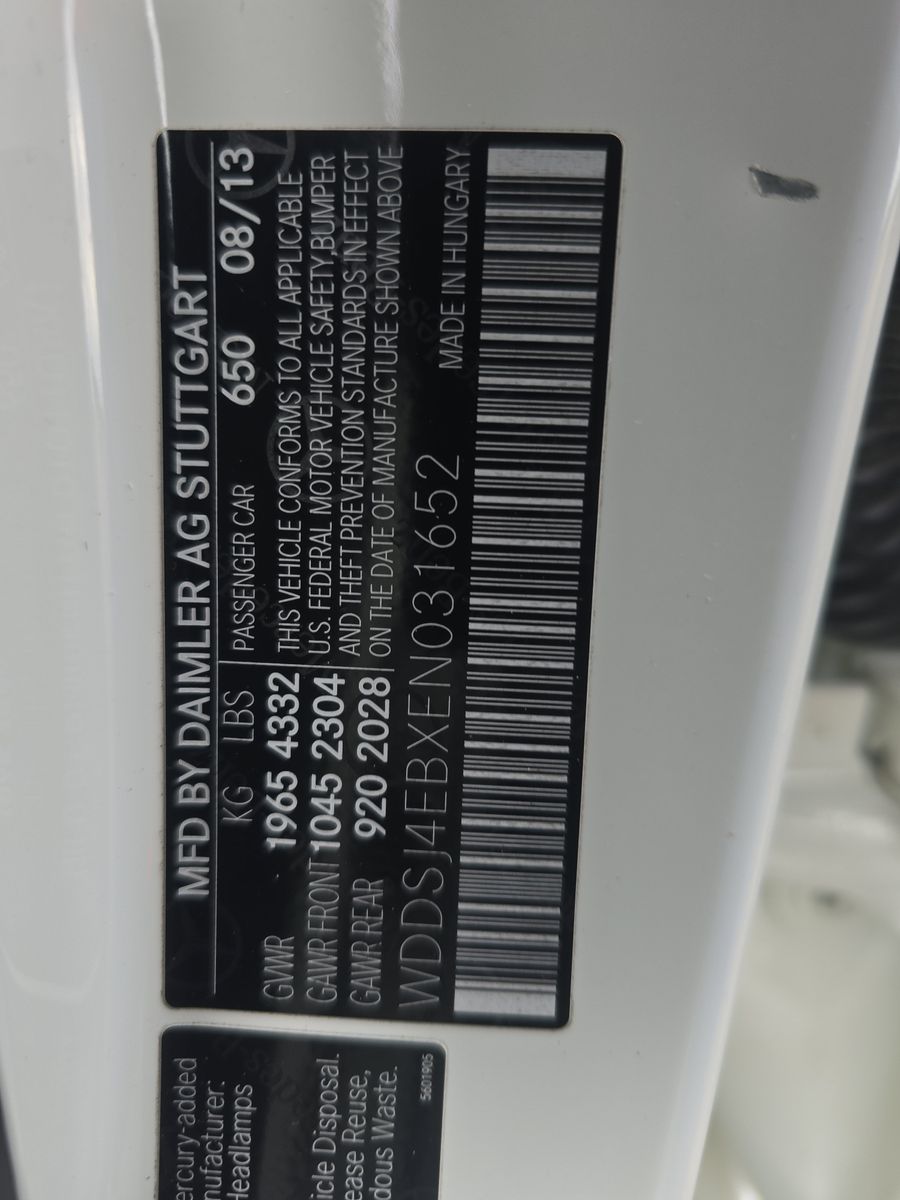 MFD BY DAIMLER AG STUTTGART
KG LBS PASSENGER CAR 650 08/13
GVWR 1965 4332 THIS VEHICLE CONFORMS TO ALL APPLICABLE
GAWR FRONT 1045 2304 U.S. FEDERAL MOTOR VEHICLE SAFETY,BUMPER
GAWR REAR 920 2028 AND THEFT PREVENTION STANDARDS IN EFFECT
ON THE DATE OF MANUFACTURE SHOWN ABOVE
WDDSJ4EBXEN031652 MADE IN HUNGARY
ercury-added
nufacturer.
Headlamps
icle Disposal.
ease Reuse,
dous Waste.
5601905